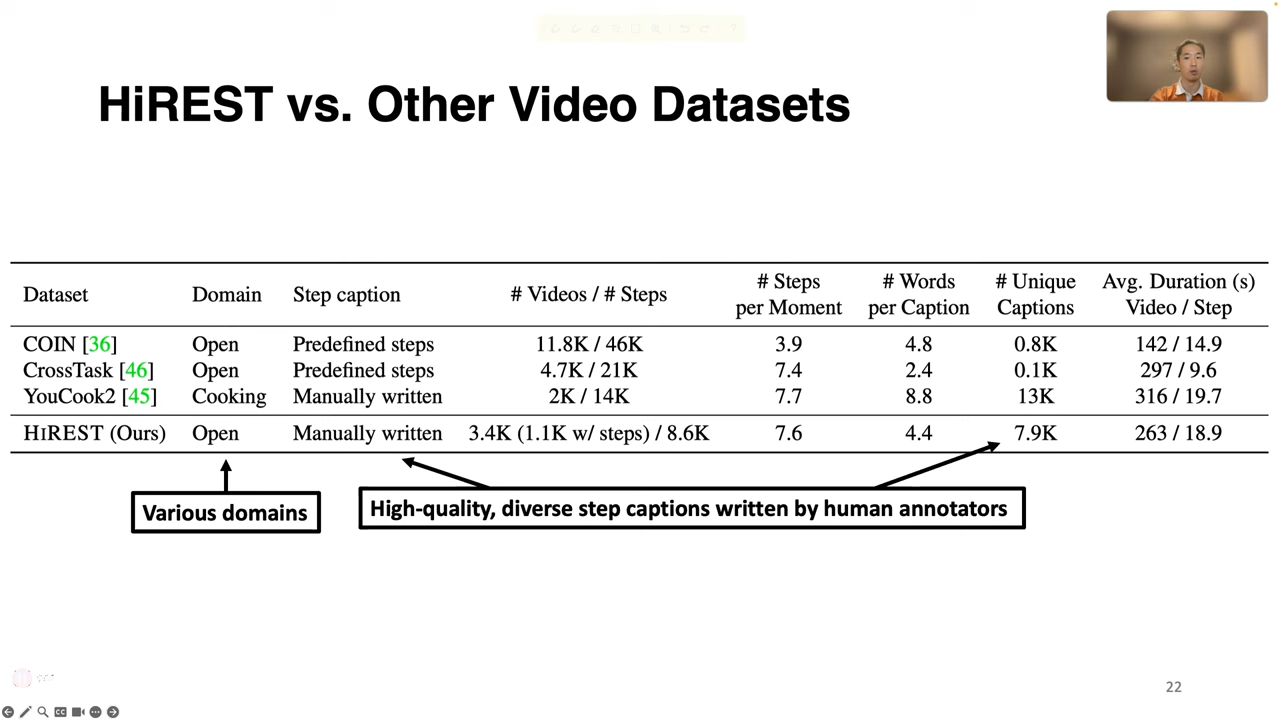 HiREST vs. Other Video Datasets
Dataset Domain Step caption # Videos / # Steps # Steps per Moment # Words per Caption # Unique Captions Avg. Duration (s) Video / Step
COIN [36] Open Predefined steps 11.8K / 46K 3.9 4.8 0.8K 142 / 14.9
CrossTask [46] Open Predefined steps 4.7K / 21K 7.4 2.4 0.1K 297 / 9.6
YouCook2 [45] Cooking Manually written 2K / 14K 7.7 8.8 13K 316 / 19.7
HIREST (Ours) Open Manually written 3.4K (1.1K w/ steps) / 8.6K 7.6 4.4 7.9K 263 / 18.9
Various domains
High-quality, diverse step captions written by human annotators
22